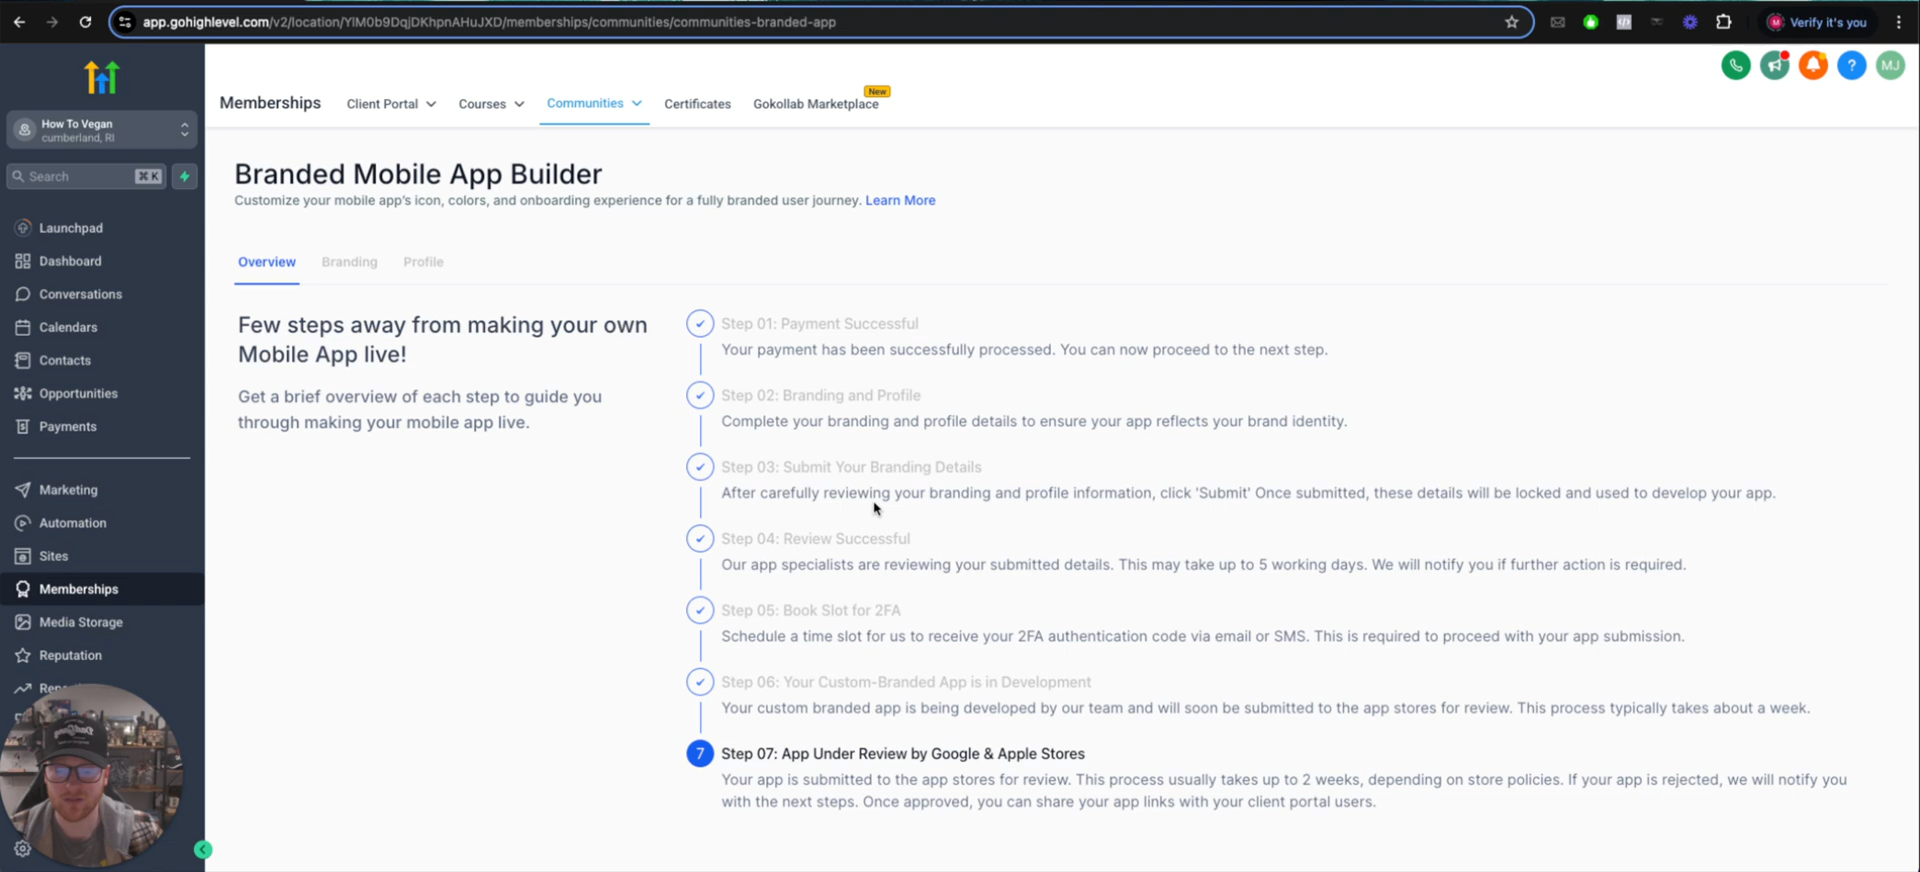 app.gohighlevel.com/v2/location/YlM0b9DqjDKhpnAHuJXD/memberships/communities/communities-branded-app
Verify it's you
MJ
How To Vegan
cumberland, RI
Search
⌘ K
Launchpad
Dashboard
Conversations
Calendars
Contacts
Opportunities
Payments
Marketing
Automation
Sites
Memberships
Media Storage
Reputation
Memberships
Client Portal
Courses
Communities
Certificates
Gokollab Marketplace
New
Branded Mobile App Builder
Customize your mobile app's icon, colors, and onboarding experience for a fully branded user journey. Learn More
Overview
Branding
Profile
Few steps away from making your own
Mobile App live!
Get a brief overview of each step to guide you
through making your mobile app live.
Step 01: Payment Successful
Your payment has been successfully processed. You can now proceed to the next step.
Step 02: Branding and Profile
Complete your branding and profile details to ensure your app reflects your brand identity.
Step 03: Submit Your Branding Details
After carefully reviewing your branding and profile information, click 'Submit' Once submitted, these details will be locked and used to develop your app.
Step 04: Review Successful
Our app specialists are reviewing your submitted details. This may take up to 5 working days. We will notify you if further action is required.
Step 05: Book Slot for 2FA
Schedule a time slot for us to receive your 2FA authentication code via email or SMS. This is required to proceed with your app submission.
Step 06: Your Custom-Branded App is in Development
Your custom branded app is being developed by our team and will soon be submitted to the app stores for review. This process typically takes about a week.
7
Step 07: App Under Review by Google & Apple Stores
Your app is submitted to the app stores for review. This process usually takes up to 2 weeks, depending on store policies. If your app is rejected, we will notify you
with the next steps. Once approved, you can share your app links with your client portal users.